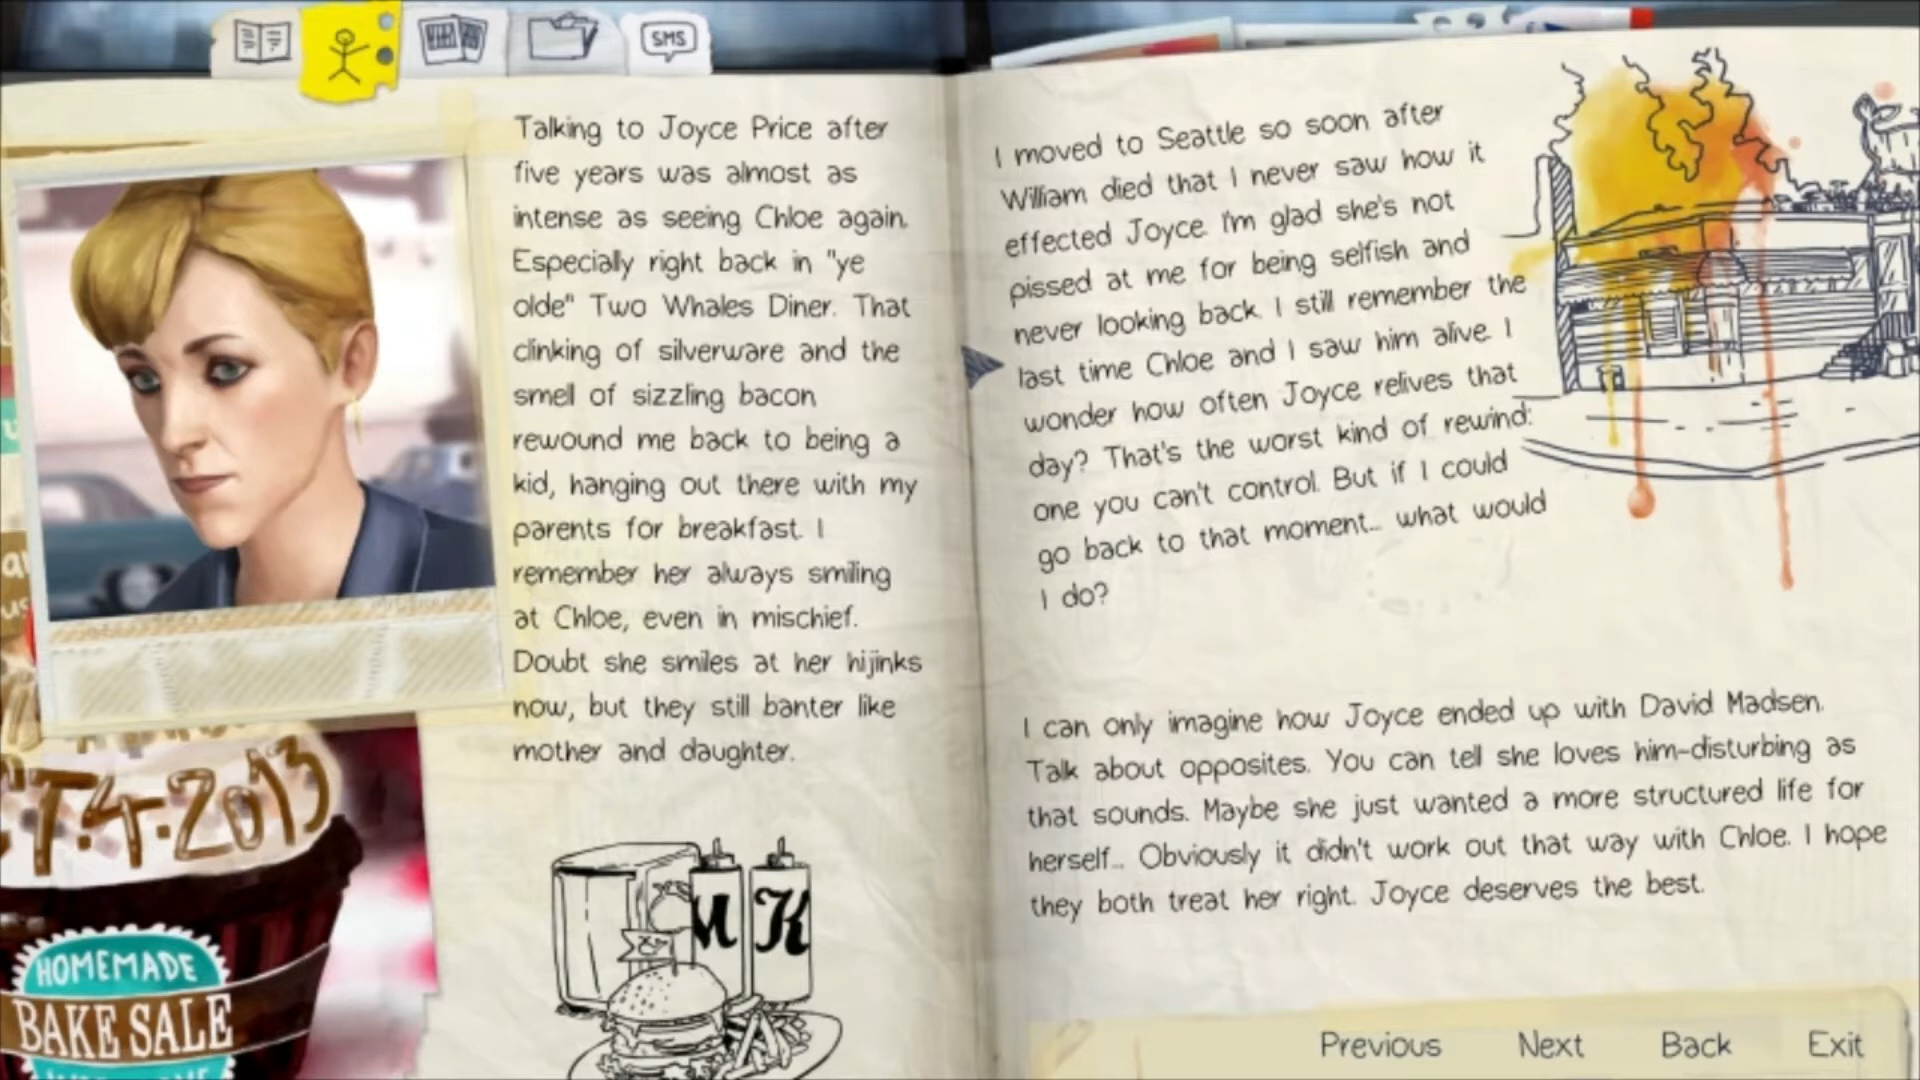 SMS
Talking to Joyce Price after
five years was almost as
intense as seeing Chloe again.
Especially right back in "ye
olde" Two Whales Diner. That
clinking of silverware and the
smell of sizzling bacon
rewound me back to being a
kid, hanging out there with my
parents for breakfast. I
remember her always smiling
at Chloe, even in mischief.
Doubt she smiles at her hijinks
now, but they still banter like
mother and daughter.
M K
I moved to Seattle so soon after
William died that I never saw how it
effected Joyce. I'm glad she's not
pissed at me for being selfish and
never looking back. I still remember the
last time Chloe and I saw him alive. I
wonder how often Joyce relives that
day? That's the worst kind of rewind:
one you can't control. But if I could
go back to that moment... what would
I do?
I can only imagine how Joyce ended up with David Madsen.
Talk about opposites. You can tell she loves him-disturbing as
that sounds. Maybe she just wanted a more structured life for
herself... Obviously it didn't work out that way with Chloe. I hope
they both treat her right. Joyce deserves the best.
CT.4.2013
HOMEMADE
BAKE SALE
Previous Next Back Exit